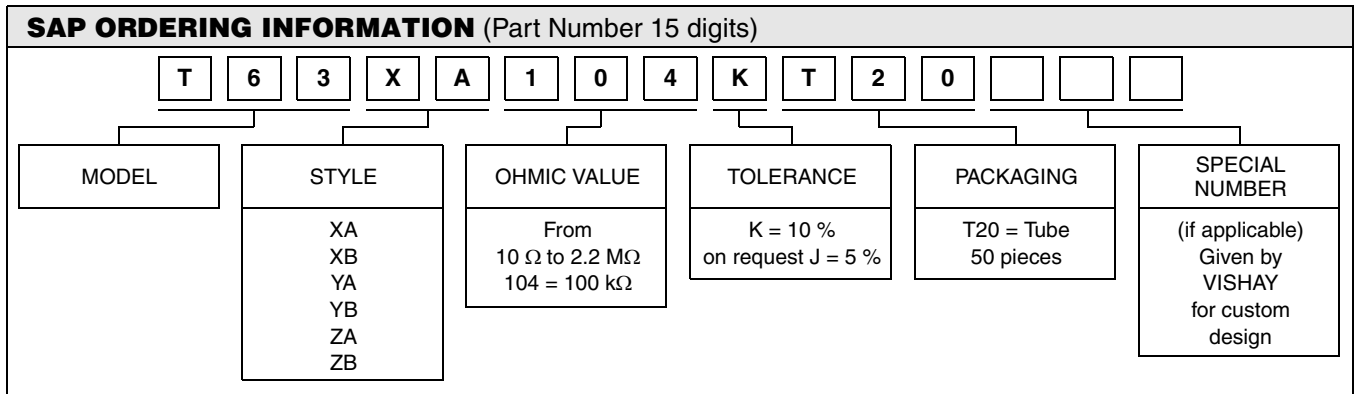 SAP ORDERING INFORMATION (Part Number 15 digits)
T 6 3 X A 1 0 4 K T 2 0
MODEL
STYLE
XA
XB
YA
YB
ZA
ZB
OHMIC VALUE
From
10 Ω to 2.2 MΩ
104 = 100 kΩ
TOLERANCE
K = 10 %
on request J = 5 %
PACKAGING
T20 = Tube
50 pieces
SPECIAL
NUMBER
(if applicable)
Given by
VISHAY
for custom
design